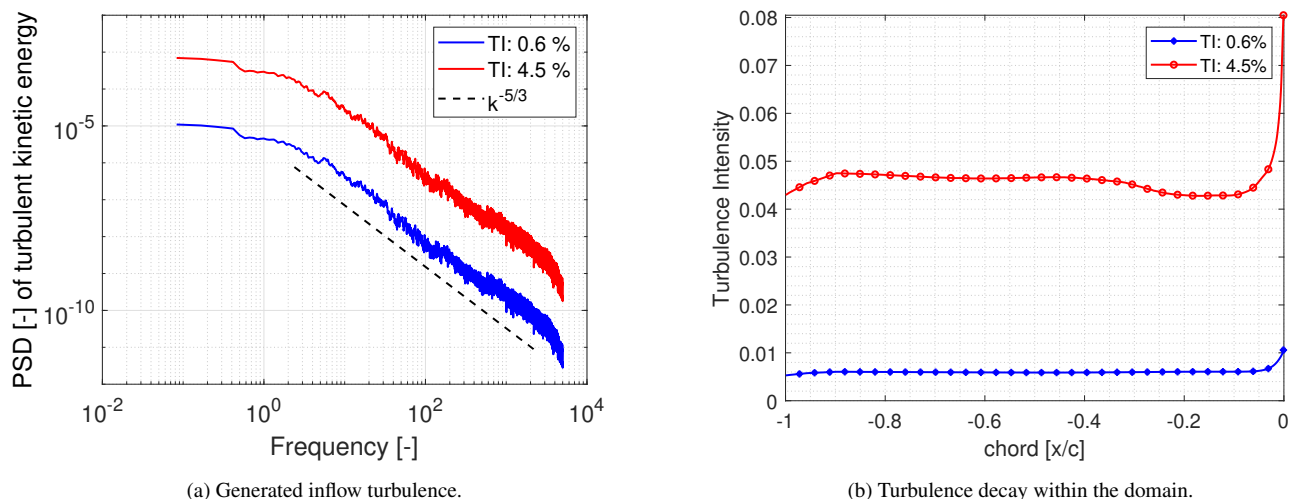 PSD [-] of turbulent kinetic energy
10^-5
10^-10
10^-2
10^0
10^2
10^4
Frequency [-]
TI: 0.6 %
TI: 4.5 %
k^-5/3
(a) Generated inflow turbulence.
Turbulence Intensity
0.08
0.07
0.06
0.05
0.04
0.03
0.02
0.01
0
-1
-0.8
-0.6
-0.4
-0.2
0
chord [x/c]
TI: 0.6%
TI: 4.5%
(b) Turbulence decay within the domain.